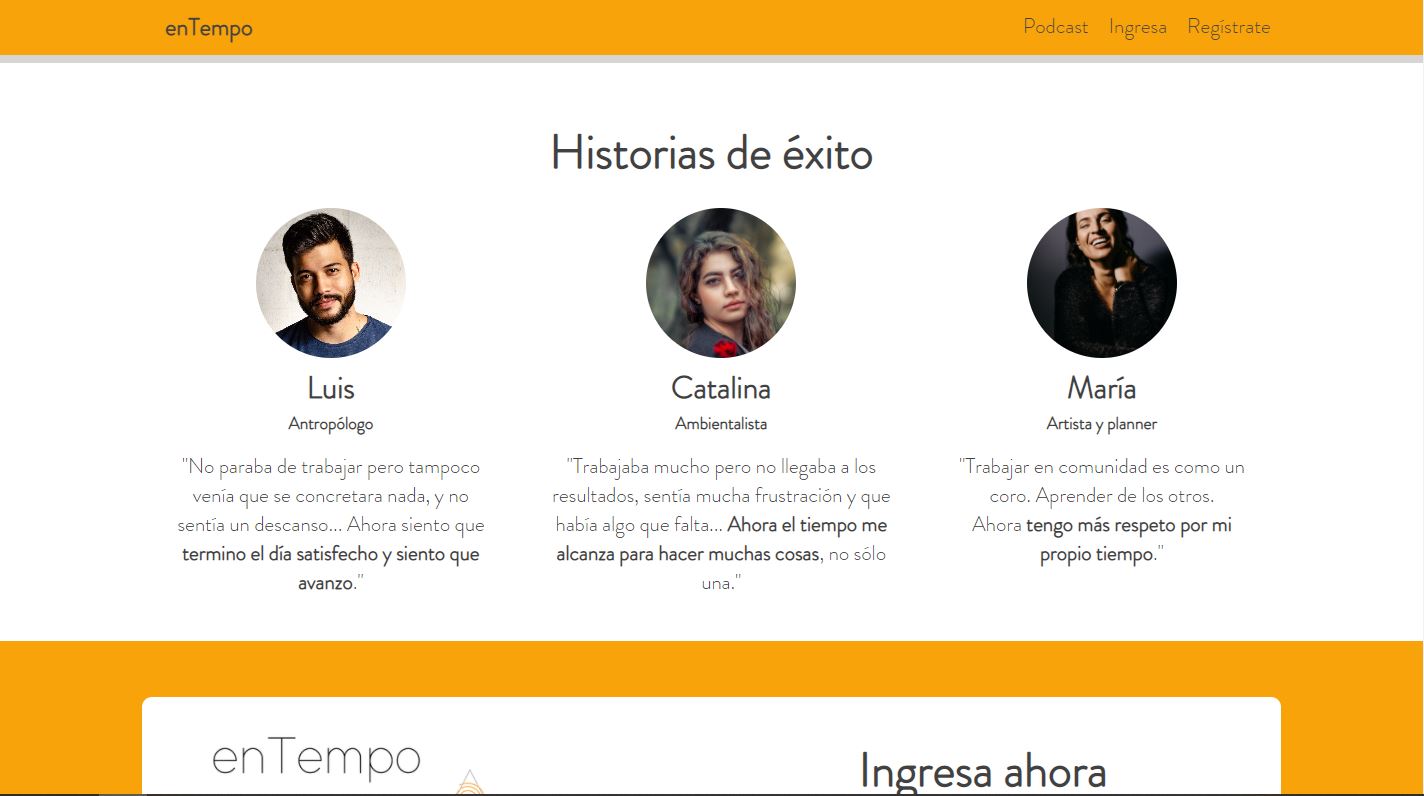 enTempo
Podcast Ingresa Regístrate
Historias de éxito
Luis
Antropólogo
"No paraba de trabajar pero tampoco
venía que se concretara nada, y no
sentía un descanso... Ahora siento que
termino el día satisfecho y siento que
avanzo."
Catalina
Ambientalista
"Trabajaba mucho pero no llegaba a los
resultados, sentía mucha frustración y que
había algo que falta... Ahora el tiempo me
alcanza para hacer muchas cosas, no sólo
una."
María
Artista y planner
"Trabajar en comunidad es como un
coro. Aprender de los otros.
Ahora tengo más respeto por mi
propio tiempo."
enTempo
Ingresa ahora